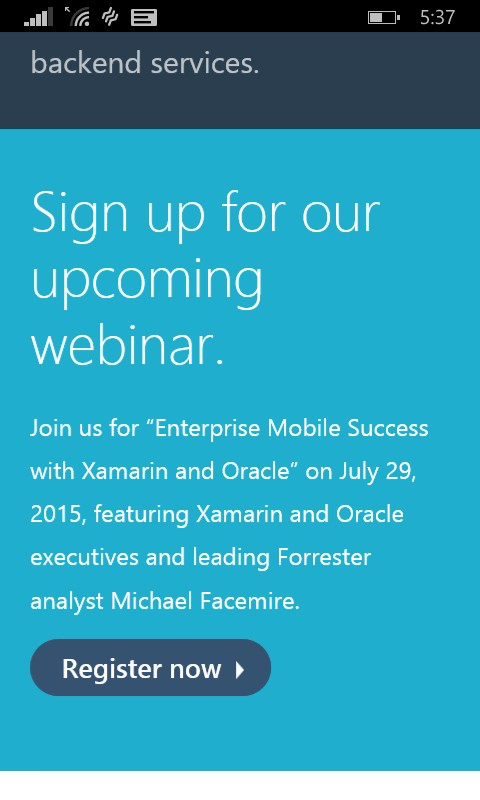 5:37
backend services.
Sign up for our
upcoming
webinar.
Join us for “Enterprise Mobile Success
with Xamarin and Oracle” on July 29,
2015, featuring Xamarin and Oracle
executives and leading Forrester
analyst Michael Facemire.
Register now